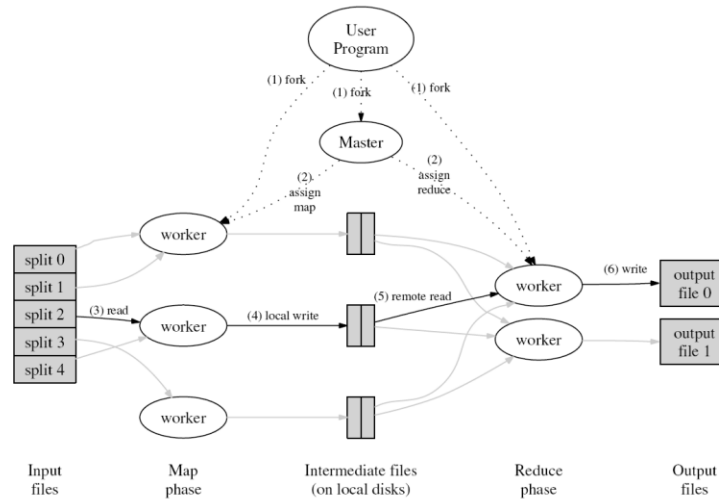 User
Program
(1) fork
(1) fork
(1) fork
Master
(2)
assign
map
(2)
assign
reduce
worker
split 0
split 1
split 2
split 3
split 4
(3) read
worker
(4) local write
(5) remote read
worker
(6) write
output
file 0
worker
output
file 1
worker
Input
files
Map
phase
Intermediate files
(on local disks)
Reduce
phase
Output
files